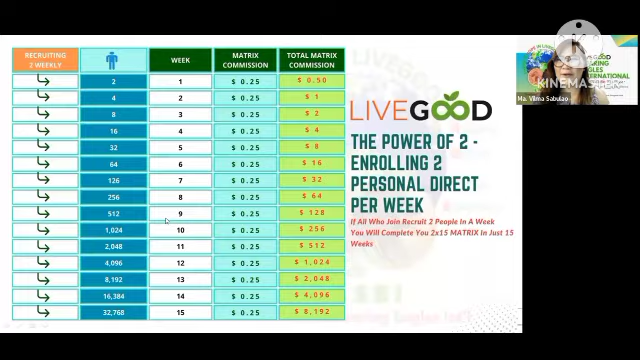 RECRUITING 2 WEEKLY WEEK MATRIX COMMISSION TOTAL MATRIX COMMISSION
2 1 $ 0.25 $ 0.50
4 2 $ 0.25 $ 1
8 3 $ 0.25 $ 2
16 4 $ 0.25 $ 4
32 5 $ 0.25 $ 8
64 6 $ 0.25 $ 16
126 7 $ 0.25 $ 32
256 8 $ 0.25 $ 64
512 9 $ 0.25 $ 128
1,024 10 $ 0.25 $ 256
2,048 11 $ 0.25 $ 512
4,096 12 $ 0.25 $ 1,024
8,192 13 $ 0.25 $ 2,048
16,384 14 $ 0.25 $ 4,096
32,768 15 $ 0.25 $ 8,192
LIVEGOOD
THE POWER OF 2 -
ENROLLING 2
PERSONAL DIRECT
PER WEEK
If All Who Join Recruit 2 People In A Week
You Will Complete You 2x15 MATRIX In Just 15
Weeks
K
KINEMAS
Ma. Vilma Sabulao